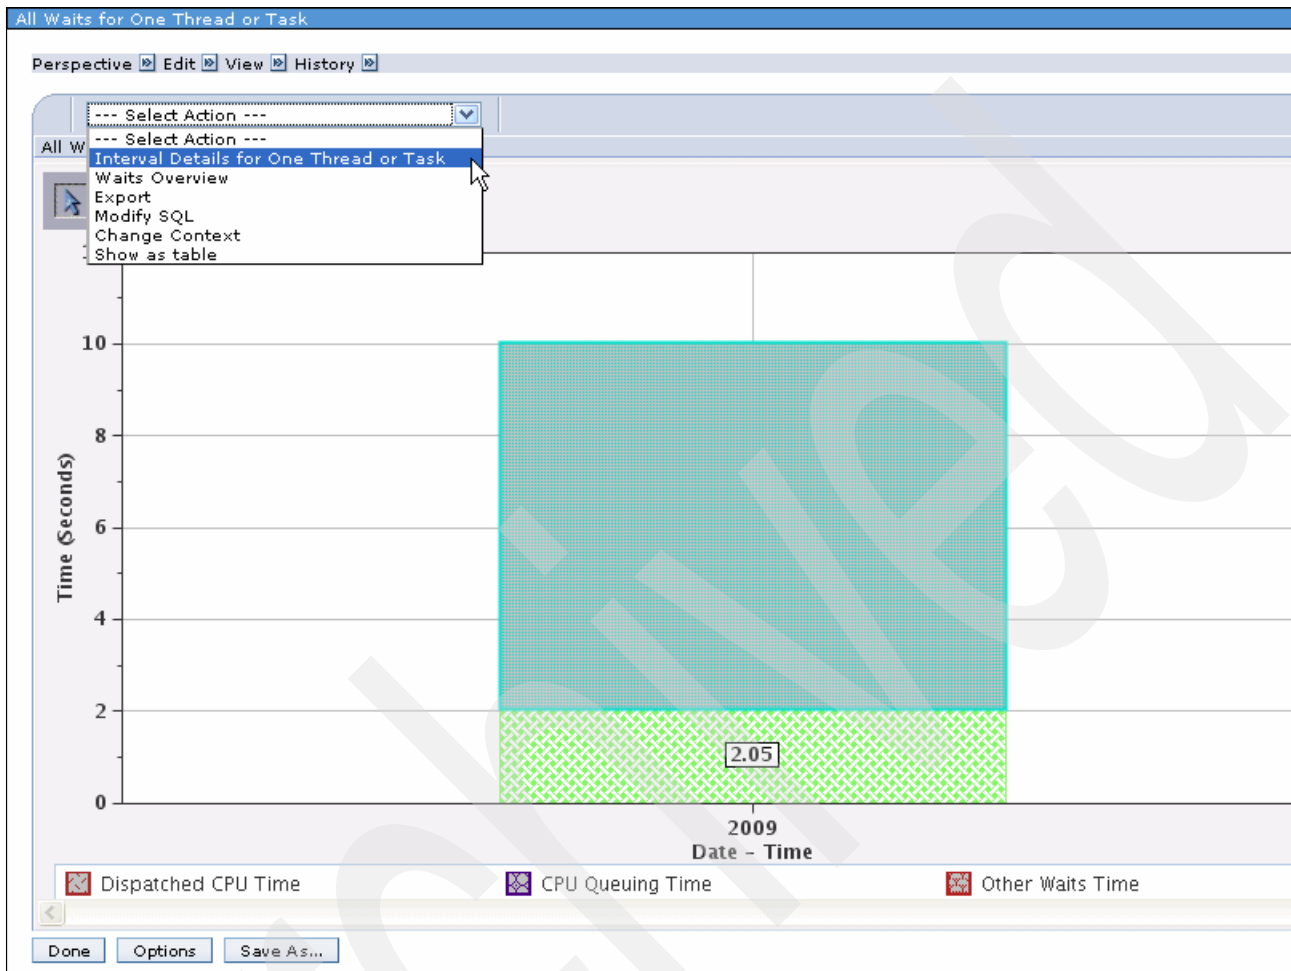 All Waits for One Thread or Task
Perspective Edit View History
--- Select Action ---
--- Select Action ---
All W
Interval Details for One Thread or Task
Waits Overview
Export
Modify SQL
Change Context
Show as table
10
8
6
4
2
0
Time (Seconds)
2.05
2009
Date - Time
Dispatched CPU Time CPU Queuing Time Other Waits Time
Done Options Save As...